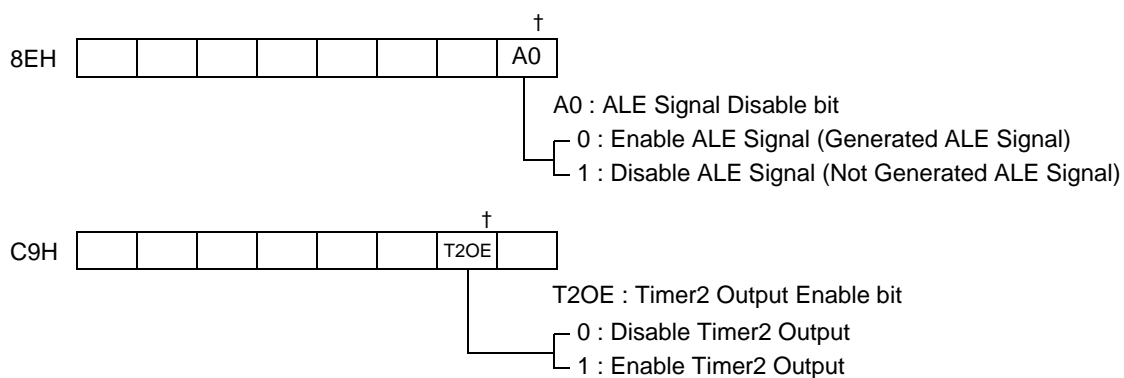 †
8EH A0
A0 : ALE Signal Disable bit
0 : Enable ALE Signal (Generated ALE Signal)
1 : Disable ALE Signal (Not Generated ALE Signal)
†
C9H T2OE
T2OE : Timer2 Output Enable bit
0 : Disable Timer2 Output
1 : Enable Timer2 Output